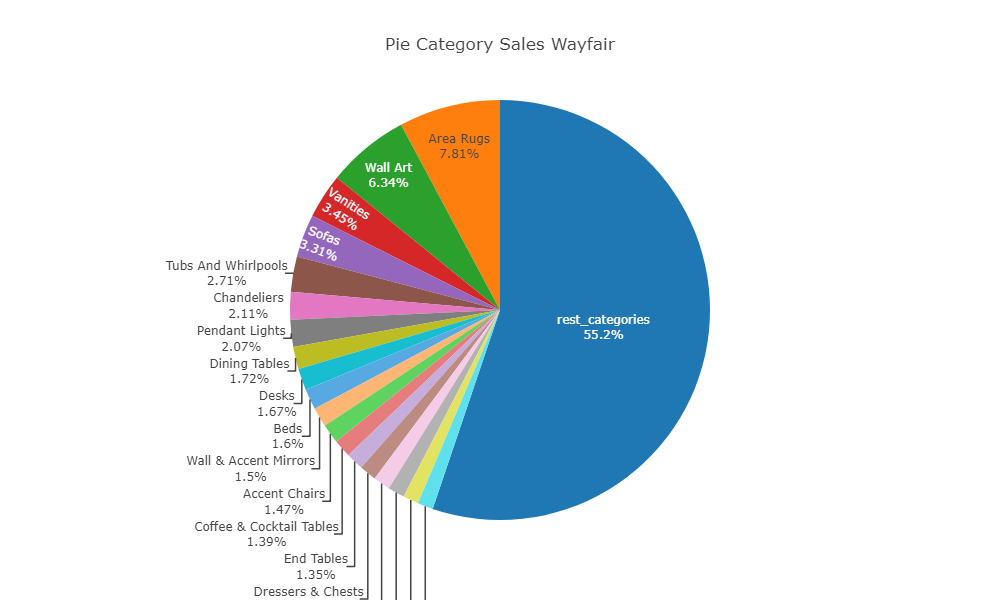 Pie Category Sales Wayfair
Area Rugs
7.81%
Wall Art
6.34%
Vanities
3.45%
Sofas
3.31%
Tubs And Whirlpools
2.71%
Chandeliers
2.11%
Pendant Lights
2.07%
Dining Tables
1.72%
Desks
1.67%
Beds
1.6%
Wall & Accent Mirrors
1.5%
Accent Chairs
1.47%
Coffee & Cocktail Tables
1.39%
End Tables
1.35%
Dressers & Chests
rest_categories
55.2%